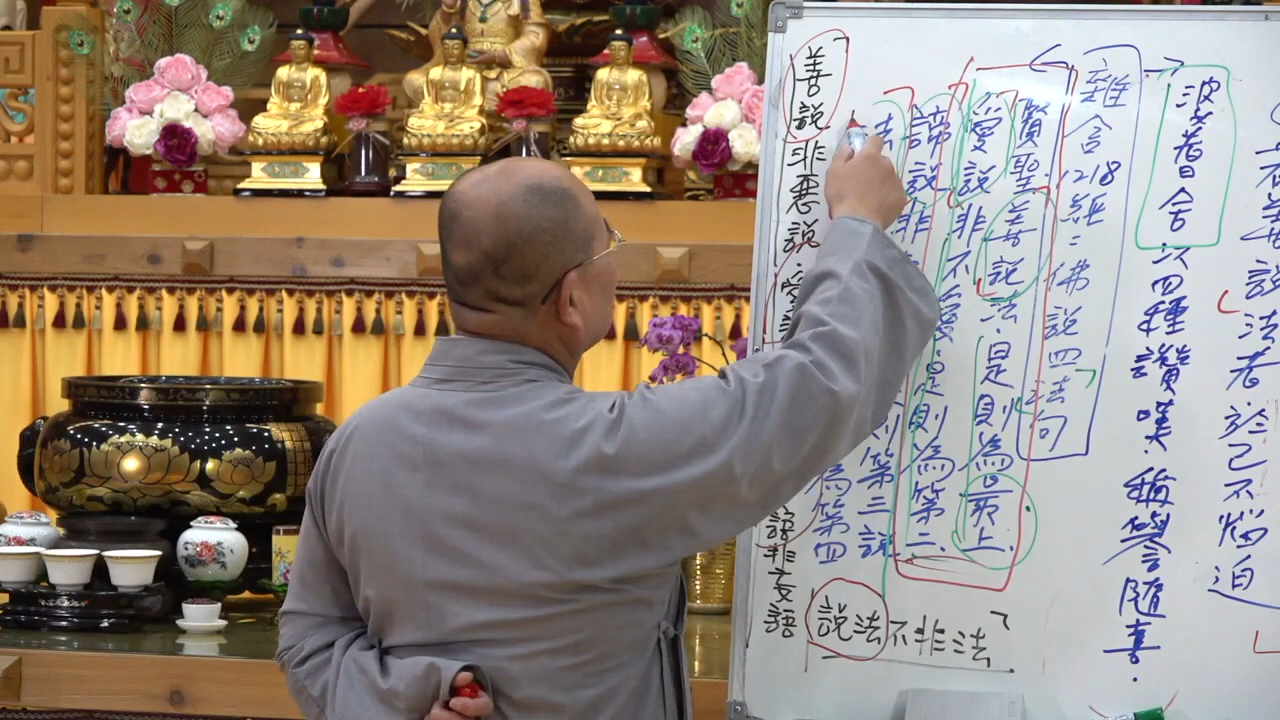 若善說法者.於己不惱迫
婆耆舍以四種讚嘆.稱譽隨喜.
雜含1218經:佛說四法句
賢聖善說法.是則為最上.
愛說非不愛.是則為第二.
諦說非 則第三說
法 為第四
善說非惡說.愛
諦非妄語
說法不非法